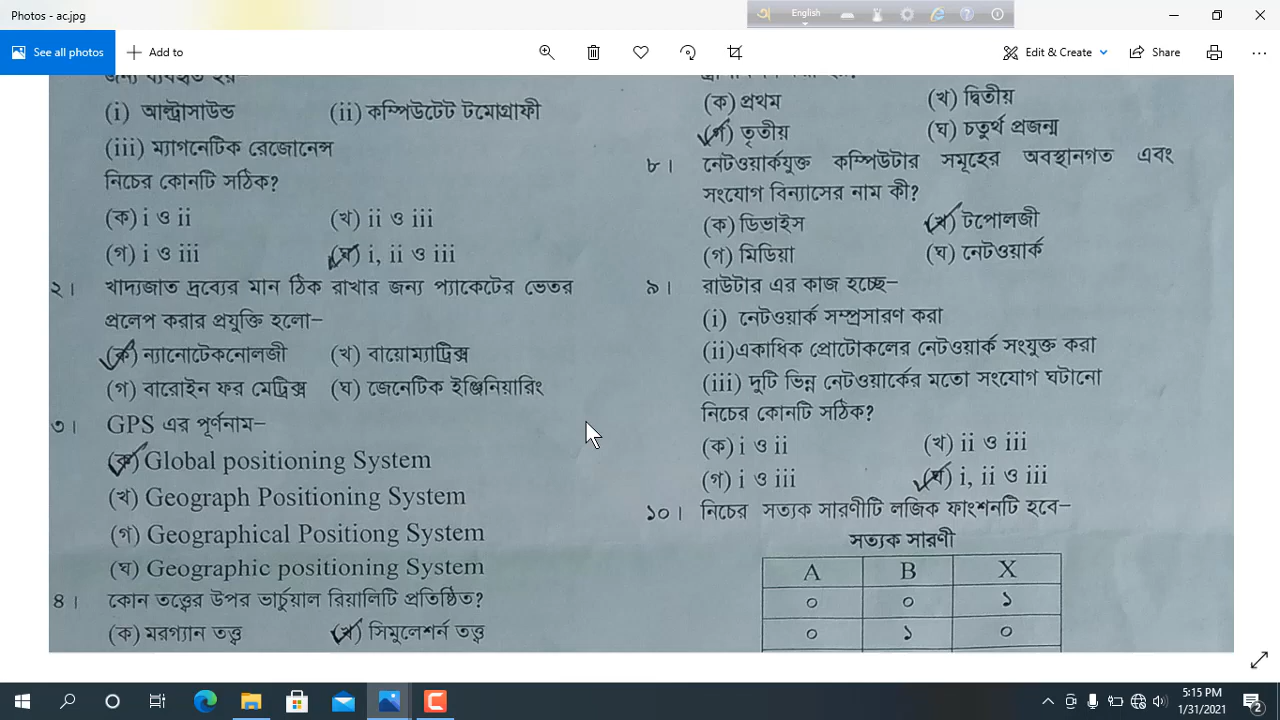 Photos - ac.jpg
English
See all photos
Add to
Edit & Create
Share
জন্য ব্যবহৃত হয়–
(i) আল্ট্রাসাউন্ড (ii) কম্পিউটেট টমোগ্রাফী
(iii) ম্যাগনেটিক রেজোনেন্স
নিচের কোনটি সঠিক?
(ক) i ও ii (খ) ii ও iii
(গ) i ও iii (ঘ) i, ii ও iii
২। খাদ্যজাত দ্রব্যের মান ঠিক রাখার জন্য প্যাকেটের ভেতর
প্রলেপ করার প্রযুক্তি হলো–
(ক) ন্যানোটেকনোলজী (খ) বায়োম্যাট্রিক্স
(গ) বারোইন ফর মেট্রিক্স (ঘ) জেনেটিক ইঞ্জিনিয়ারিং
৩। GPS এর পূর্ণনাম–
(ক) Global positioning System
(খ) Geograph Positioning System
(গ) Geographical Positiong System
(ঘ) Geographic positioning System
৪। কোন তত্ত্বের উপর ভার্চুয়াল রিয়ালিটি প্রতিষ্ঠিত?
(ক) মরগ্যান তত্ত্ব (খ) সিমুলেশর্ন তত্ত্ব
(ক) প্রথম (খ) দ্বিতীয়
(গ) তৃতীয় (ঘ) চতুর্থ প্রজন্ম
৮। নেটওয়ার্কযুক্ত কম্পিউটার সমূহের অবস্থানগত এবং
সংযোগ বিন্যাসের নাম কী?
(ক) ডিভাইস (খ) টপোলজী
(গ) মিডিয়া (ঘ) নেটওয়ার্ক
৯। রাউটার এর কাজ হচ্ছে–
(i) নেটওয়ার্ক সম্প্রসারণ করা
(ii) একাধিক প্রোটোকলের নেটওয়ার্ক সংযুক্ত করা
(iii) দুটি ভিন্ন নেটওয়ার্কের মতো সংযোগ ঘটানো
নিচের কোনটি সঠিক?
(ক) i ও ii (খ) ii ও iii
(গ) i ও iii (ঘ) i, ii ও iii
১০। নিচের সত্যক সারণীটি লজিক ফাংশনটি হবে–
সত্যক সারণী
A B X
০ ০ ১
০ ১ ০
5:15 PM
1/31/2021
2